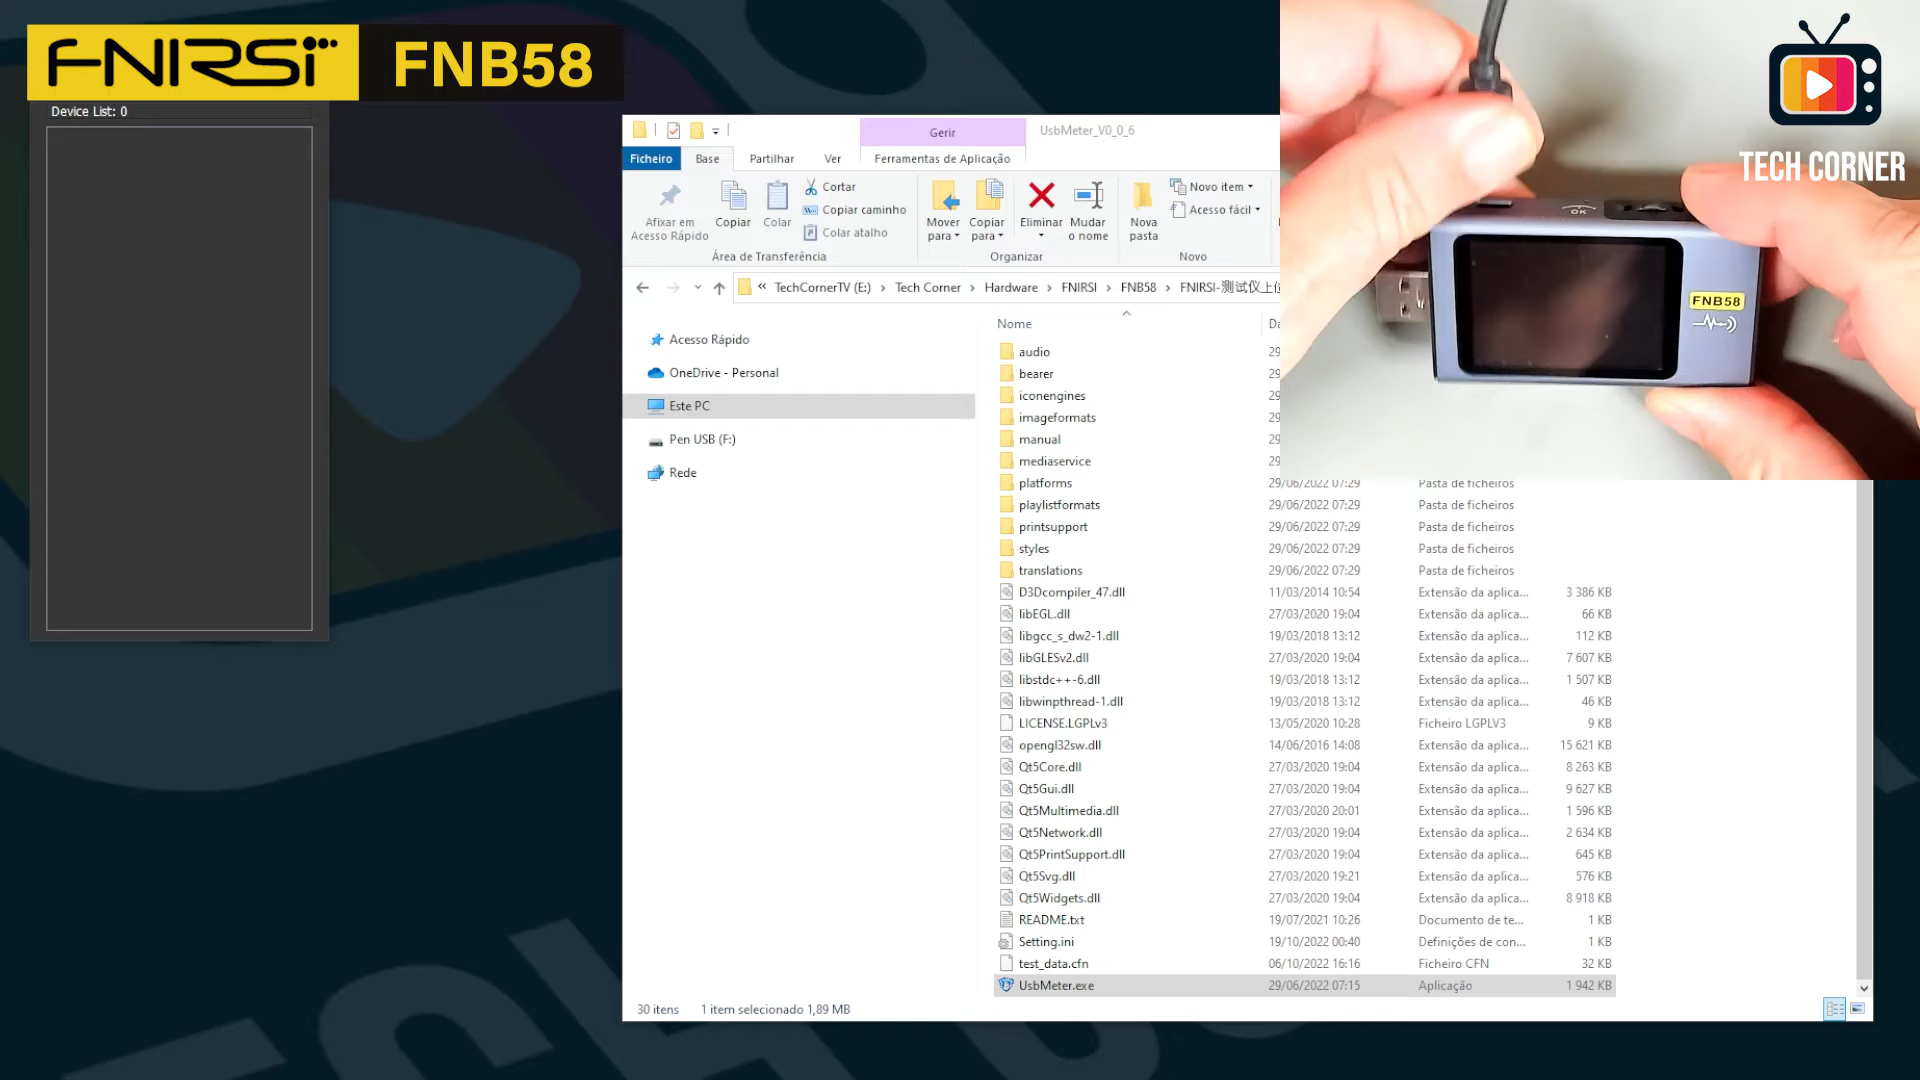 FNIRSI FNB58
Device List: 0
TECH CORNER
OK
FNB58
Gerir
UsbMeter_V0_0_6
Ficheiro
Base
Partilhar
Ver
Ferramentas de Aplicação
Afixar em
Acesso Rápido
Copiar
Colar
Cortar
Copiar caminho
Colar atalho
Área de Transferência
Mover
para
Copiar
para
Eliminar
Mudar
o nome
Organizar
Nova
pasta
Novo item
Acesso fácil
Novo
« TechCornerTV (E:) › Tech Corner › Hardware › FNIRSI › FNB58 › FNIRSI-测试仪上
Acesso Rápido
OneDrive - Personal
Este PC
Pen USB (F:)
Rede
Nome
audio 29
bearer 29
iconengines 29
imageformats 29
manual 29
mediaservice 29
platforms 29/06/2022 07:29 Pasta de ficheiros
playlistformats 29/06/2022 07:29 Pasta de ficheiros
printsupport 29/06/2022 07:29 Pasta de ficheiros
styles 29/06/2022 07:29 Pasta de ficheiros
translations 29/06/2022 07:29 Pasta de ficheiros
D3Dcompiler_47.dll 11/03/2014 10:54 Extensão da aplica... 3 386 KB
libEGL.dll 27/03/2020 19:04 Extensão da aplica... 66 KB
libgcc_s_dw2-1.dll 19/03/2018 13:12 Extensão da aplica... 112 KB
libGLESv2.dll 27/03/2020 19:04 Extensão da aplica... 7 607 KB
libstdc++-6.dll 19/03/2018 13:12 Extensão da aplica... 1 507 KB
libwinpthread-1.dll 19/03/2018 13:12 Extensão da aplica... 46 KB
LICENSE.LGPLv3 13/05/2020 10:28 Ficheiro LGPLV3 9 KB
opengl32sw.dll 14/06/2016 14:08 Extensão da aplica... 15 621 KB
Qt5Core.dll 27/03/2020 19:04 Extensão da aplica... 8 263 KB
Qt5Gui.dll 27/03/2020 19:04 Extensão da aplica... 9 627 KB
Qt5Multimedia.dll 27/03/2020 20:01 Extensão da aplica... 1 596 KB
Qt5Network.dll 27/03/2020 19:04 Extensão da aplica... 2 634 KB
Qt5PrintSupport.dll 27/03/2020 19:04 Extensão da aplica... 645 KB
Qt5Svg.dll 27/03/2020 19:21 Extensão da aplica... 576 KB
Qt5Widgets.dll 27/03/2020 19:04 Extensão da aplica... 8 918 KB
README.txt 19/07/2021 10:26 Documento de te... 1 KB
Setting.ini 19/10/2022 00:40 Definições de con... 1 KB
test_data.cfn 06/10/2022 16:16 Ficheiro CFN 32 KB
UsbMeter.exe 29/06/2022 07:15 Aplicação 1 942 KB
30 itens 1 item selecionado 1,89 MB